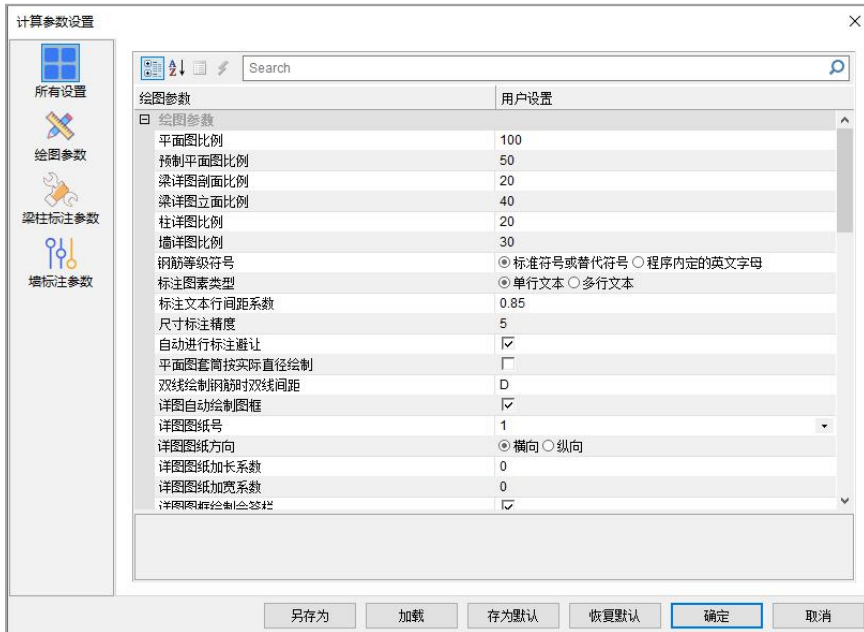 计算参数设置
所有设置
绘图参数
梁柱标注参数
墙标注参数
Search
绘图参数 用户设置
绘图参数
平面图比例 100
预制平面图比例 50
梁详图剖面比例 20
梁详图立面比例 40
柱详图比例 20
墙详图比例 30
钢筋等级符号 标准符号或替代符号 程序内定的英文字母
标注图素类型 单行文本 多行文本
标注文本行间距系数 0.85
尺寸标注精度 5
自动进行标注避让
平面图套筒按实际直径绘制
双线绘制钢筋时双线间距 D
详图自动绘制图框
详图图纸号 1
详图图纸方向 横向 纵向
详图图纸加长系数 0
详图图纸加宽系数 0
详图图框绘制会签栏
另存为 加载 存为默认 恢复默认 确定 取消